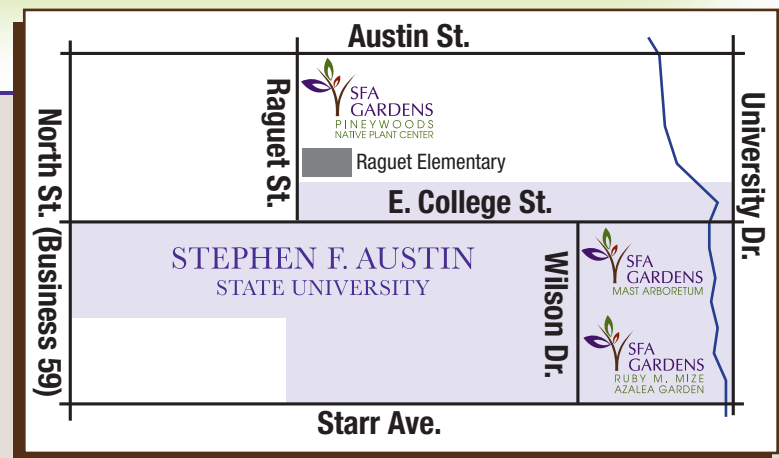 Austin St.
North St. (Business 59)
Raguet St.
SFA
GARDENS
PINEYWOODS
NATIVE PLANT CENTER
Raguet Elementary
University Dr.
E. College St.
STEPHEN F. AUSTIN
STATE UNIVERSITY
Wilson Dr.
SFA
GARDENS
MAST ARBORETUM
SFA
GARDENS
RUBY M. MIZE
AZALEA GARDEN
Starr Ave.